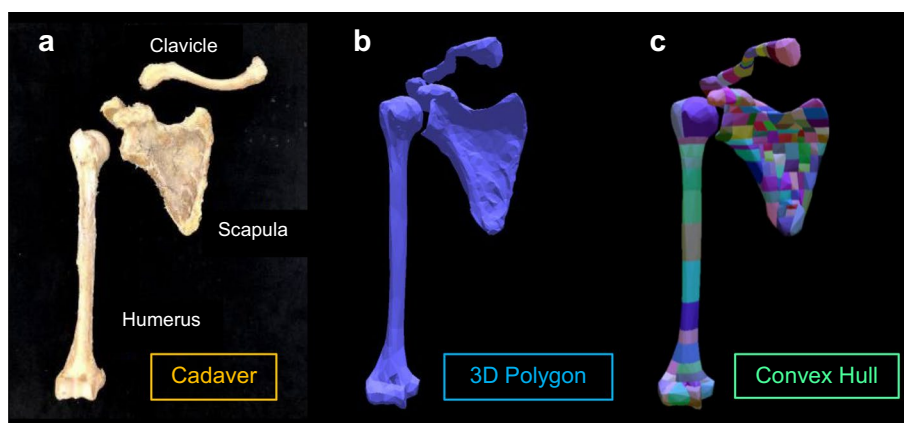 a
Clavicle
Scapula
Humerus
Cadaver
b
3D Polygon
c
Convex Hull